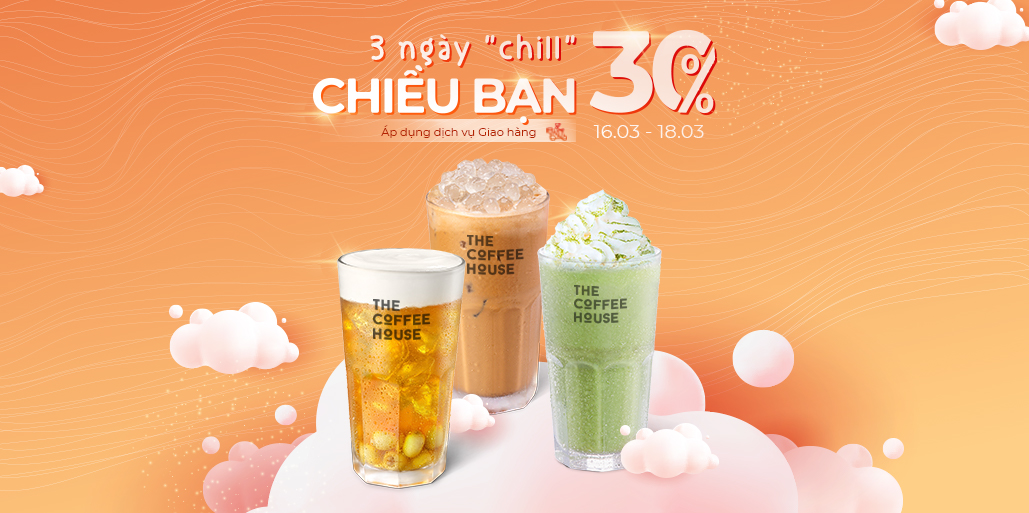 3 ngày "chill"
CHIỀU BẠN
30%
Áp dụng dịch vụ Giao hàng
16.03 - 18.03
THE
COFFEE
HOUSE
THE
COFFEE
HOUSE
THE
COFFEE
HOUSE